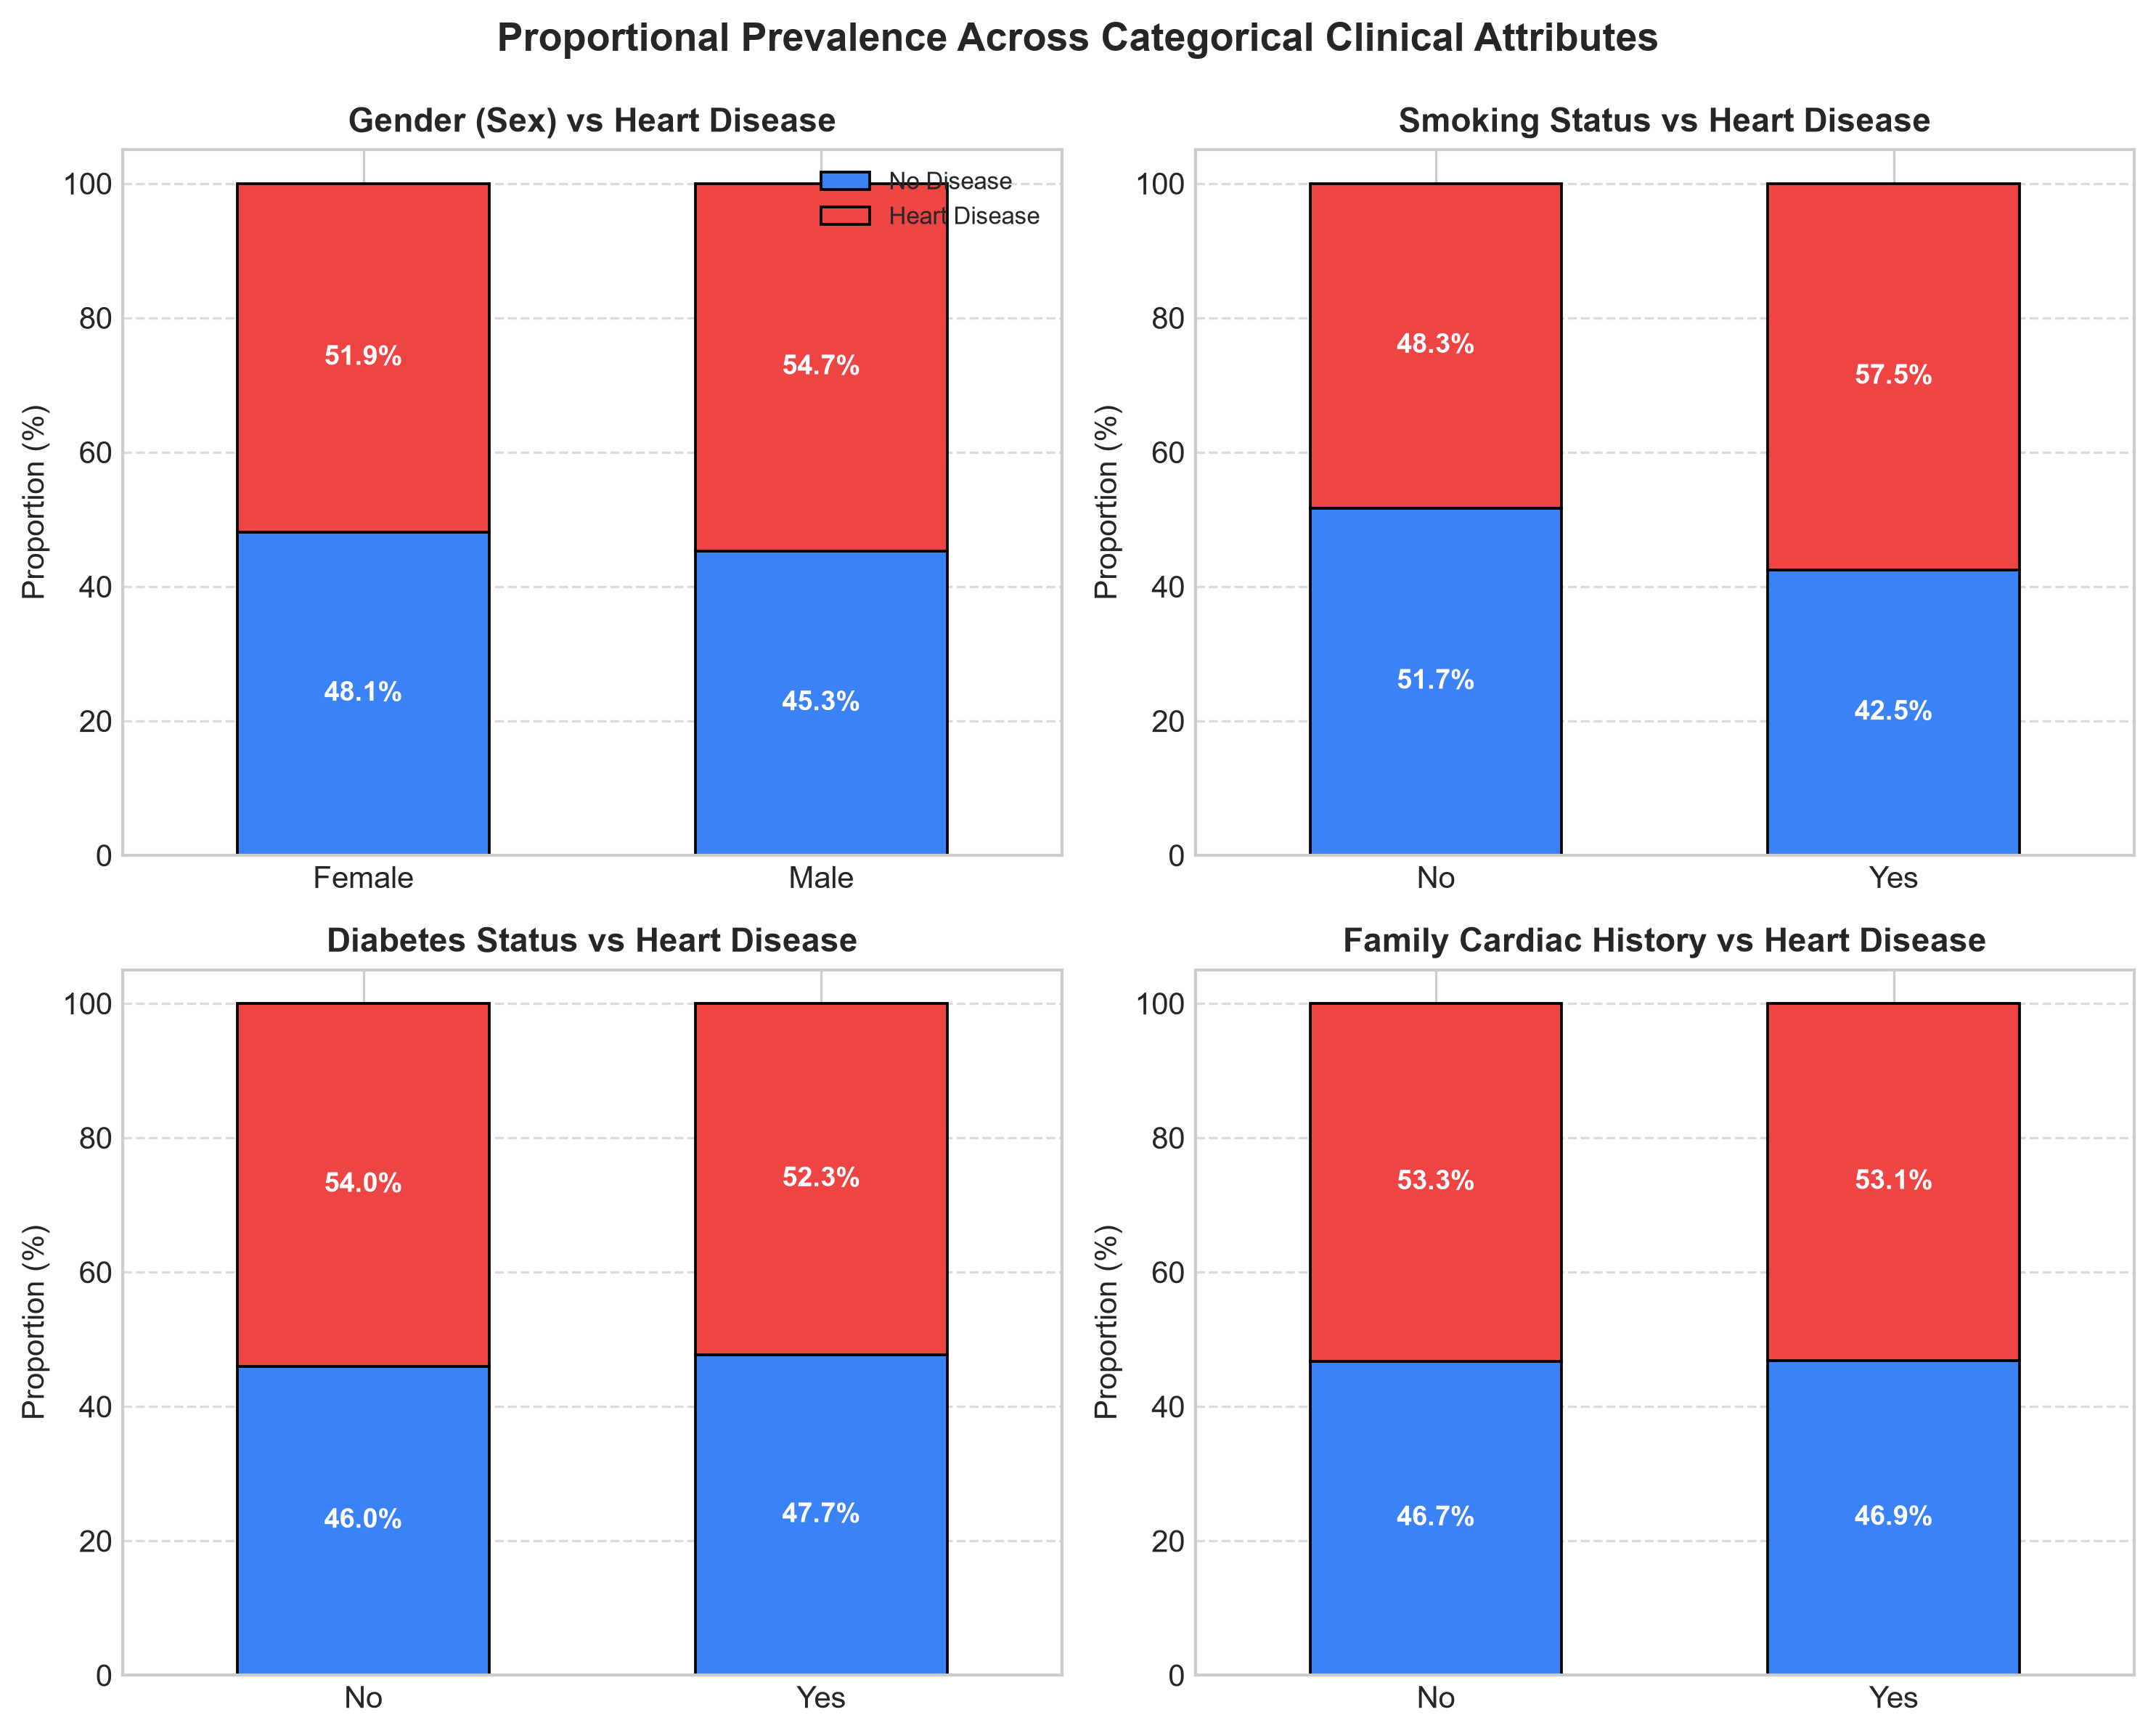 Proportional Prevalence Across Categorical Clinical Attributes
Gender (Sex) vs Heart Disease
No Disease
Heart Disease
Proportion (%)
100
80
60
40
20
0
51.9%
54.7%
48.1%
45.3%
Female
Male
Smoking Status vs Heart Disease
Proportion (%)
100
80
60
40
20
0
48.3%
57.5%
51.7%
42.5%
No
Yes
Diabetes Status vs Heart Disease
Proportion (%)
100
80
60
40
20
0
54.0%
52.3%
46.0%
47.7%
No
Yes
Family Cardiac History vs Heart Disease
Proportion (%)
100
80
60
40
20
0
53.3%
53.1%
46.7%
46.9%
No
Yes